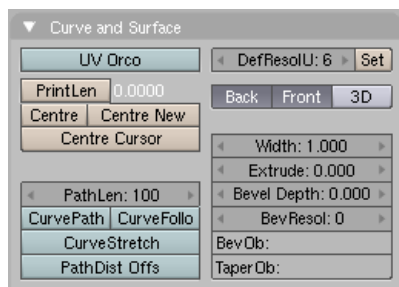 Curve and Surface
UV Orco
DefResolU: 6
Set
PrintLen
0.0000
Back
Front
3D
Centre
Centre New
Centre Cursor
Width: 1.000
Extrude: 0.000
PathLen: 100
Bevel Depth: 0.000
CurvePath
CurveFollo
BevResol: 0
CurveStretch
BevOb:
PathDist Offs
TaperOb: